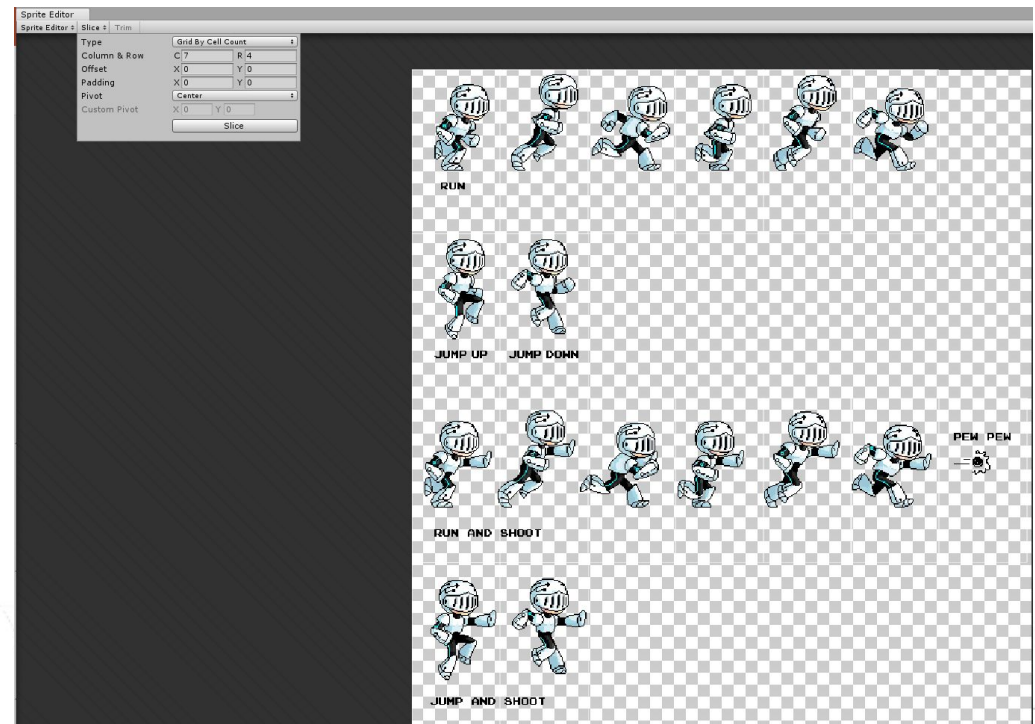 Sprite Editor
Sprite Editor Slice Trim
Type Grid By Cell Count
Column & Row C 7 R 4
Offset X 0 Y 0
Padding X 0 Y 0
Pivot Center
Custom Pivot X 0 Y 0
Slice
RUN
JUMP UP JUMP DOWN
PEW PEW
RUN AND SHOOT
JUMP AND SHOOT